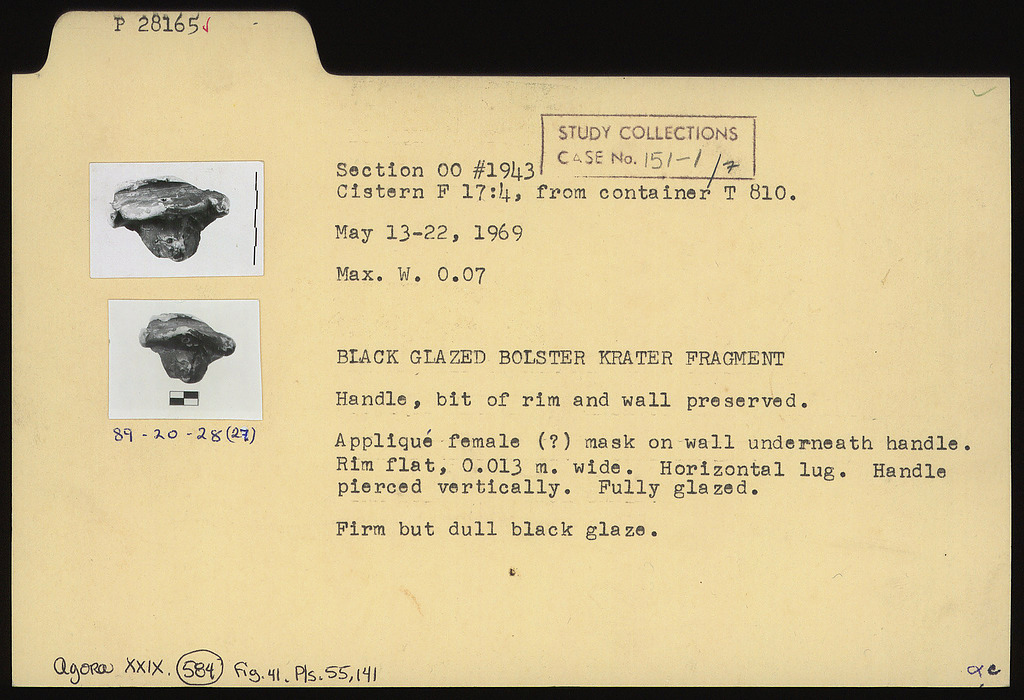 P 28165
STUDY COLLECTIONS
CASE No. 151-1/7
Section OO #1943
Cistern F 17:4, from container T 810.
May 13-22, 1969
Max. W. 0.07
BLACK GLAZED BOLSTER KRATER FRAGMENT
Handle, bit of rim and wall preserved.
89-20-28(27)
Appliqué female (?) mask on wall underneath handle.
Rim flat, 0.013 m. wide. Horizontal lug. Handle
pierced vertically. Fully glazed.
Firm but dull black glaze.
Agora XXIX. 584 Fig. 41. Pls. 55, 141